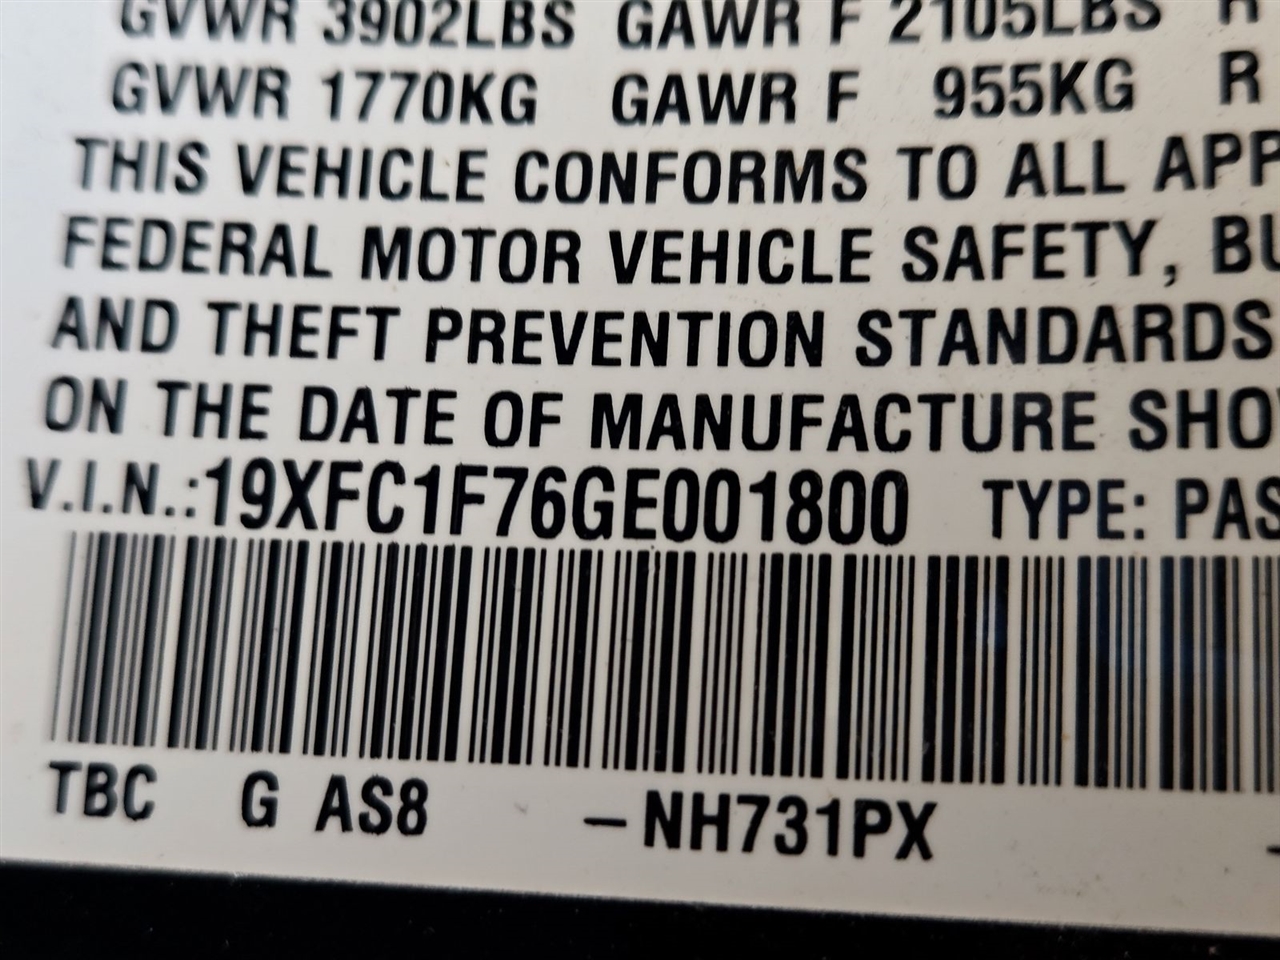 GVWR 3902LBS GAWR F 2105LBS R
GVWR 1770KG GAWR F 955KG R
THIS VEHICLE CONFORMS TO ALL APP
FEDERAL MOTOR VEHICLE SAFETY, BU
AND THEFT PREVENTION STANDARDS
ON THE DATE OF MANUFACTURE SHO
V.I.N.:19XFC1F76GE001800 TYPE: PAS
TBC G AS8 –NH731PX -